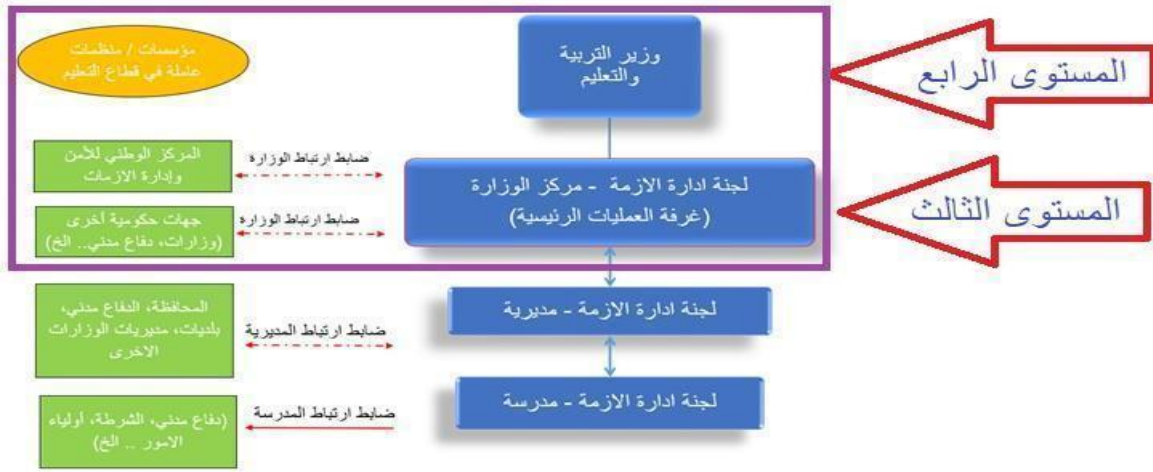 وزير التربية
والتعليم
المستوى الرابع
مؤسسات / منظمات
عاملة في قطاع التعليم
لجنة ادارة الازمة - مركز الوزارة
(غرفة العمليات الرئيسية)
المستوى الثالث
ضابط ارتباط الوزارة
المركز الوطني للأمن
وإدارة الازمات
ضابط ارتباط الوزارة
جهات حكومية أخرى
(وزارات، دفاع مدني.. الخ)
لجنة ادارة الازمة - مديرية
ضابط ارتباط المديرية
المحافظة، الدفاع مدني،
بلديات، مديريات الوزارات
الاخرى
لجنة ادارة الازمة - مدرسة
ضابط ارتباط المدرسة
(دفاع مدني، الشرطة، أولياء
الامور .. الخ)